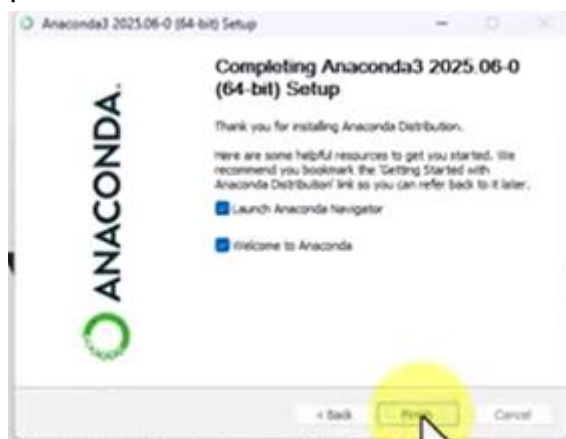 Anaconda3 2025.06-0 (64-bit) Setup
Completing Anaconda3 2025.06-0
(64-bit) Setup
Thank you for installing Anaconda Distribution.
Here are some helpful resources to get you started. We
recommend you bookmark the 'Getting Started with
Anaconda Distribution' link so you can refer back to it later.
Launch Anaconda Navigator
Welcome to Anaconda
ANACONDA.
< Back
Finish
Cancel